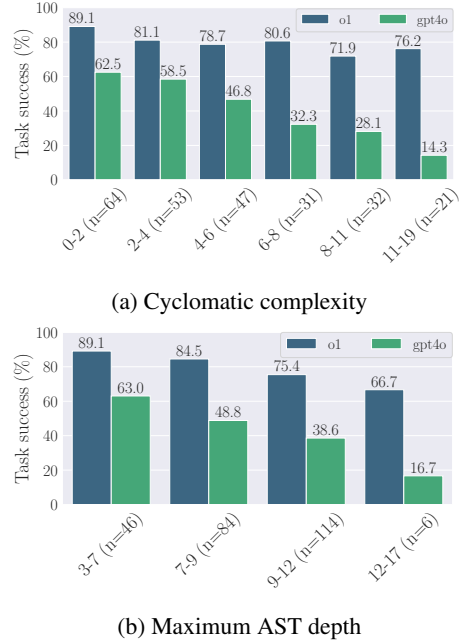 o1 gpt4o
Task success (%)
100
80
60
40
20
0
89.1 62.5 81.1 58.5 78.7 46.8 80.6 32.3 71.9 28.1 76.2 14.3
0-2 (n=64) 2-4 (n=53) 4-6 (n=47) 6-8 (n=31) 8-11 (n=32) 11-19 (n=21)
(a) Cyclomatic complexity
o1 gpt4o
Task success (%)
100
80
60
40
20
0
89.1 63.0 84.5 48.8 75.4 38.6 66.7 16.7
3-7 (n=46) 7-9 (n=84) 9-12 (n=114) 12-17 (n=6)
(b) Maximum AST depth